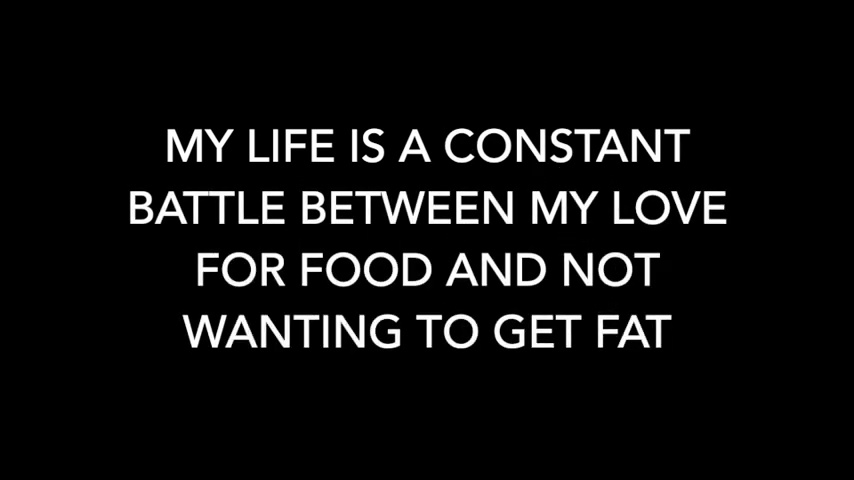 MY LIFE IS A CONSTANT
BATTLE BETWEEN MY LOVE
FOR FOOD AND NOT
WANTING TO GET FAT